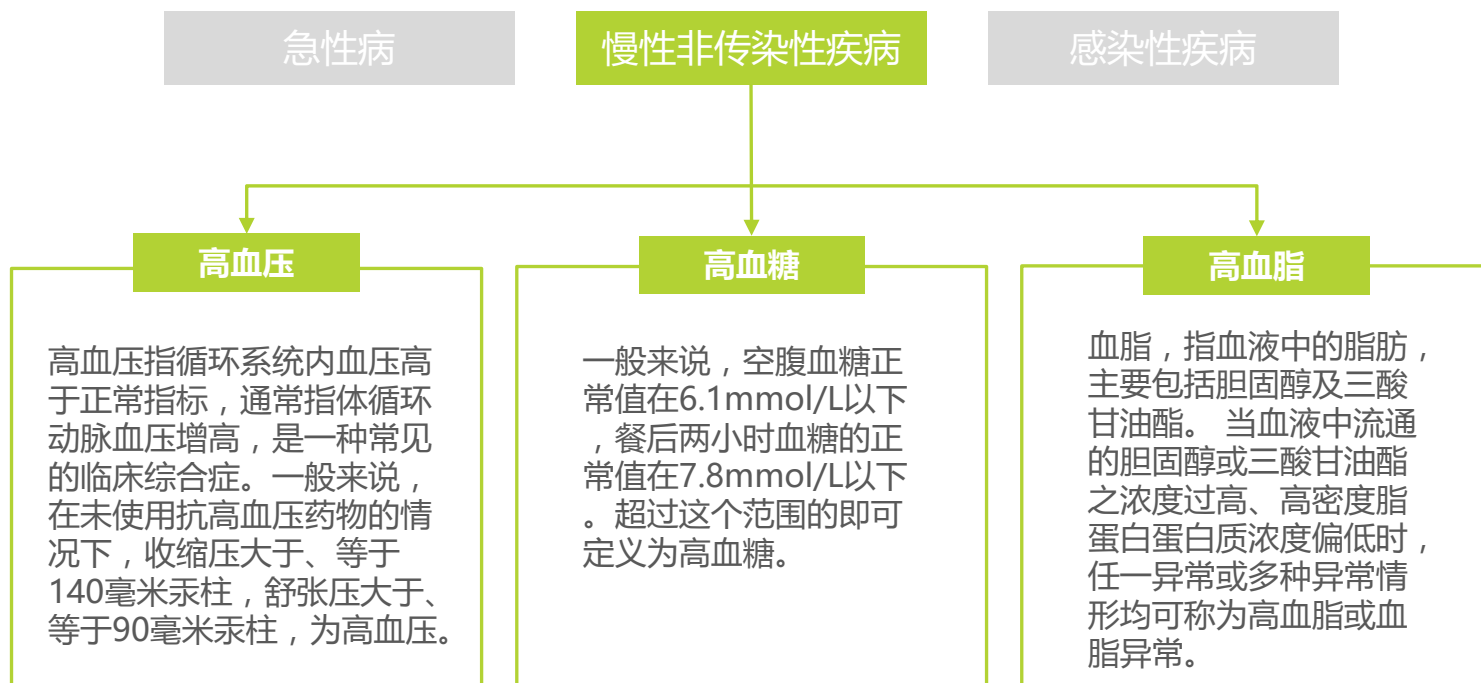 急性病
慢性非传染性疾病
感染性疾病
高血压
高血压指循环系统内血压高
于正常指标，通常指体循环
动脉血压增高，是一种常见
的临床综合症。一般来说，
在未使用抗高血压药物的情
况下，收缩压大于、等于
140毫米汞柱，舒张压大于、
等于90毫米汞柱，为高血压。
高血糖
一般来说，空腹血糖正
常值在6.1mmol/L以下
，餐后两小时血糖的正
常值在7.8mmol/L以下
。超过这个范围的即可
定义为高血糖。
高血脂
血脂，指血液中的脂肪，
主要包括胆固醇及三酸
甘油酯。 当血液中流通
的胆固醇或三酸甘油酯
之浓度过高、高密度脂
蛋白蛋白质浓度偏低时，
任一异常或多种异常情
形均可称为高血脂或血
脂异常。